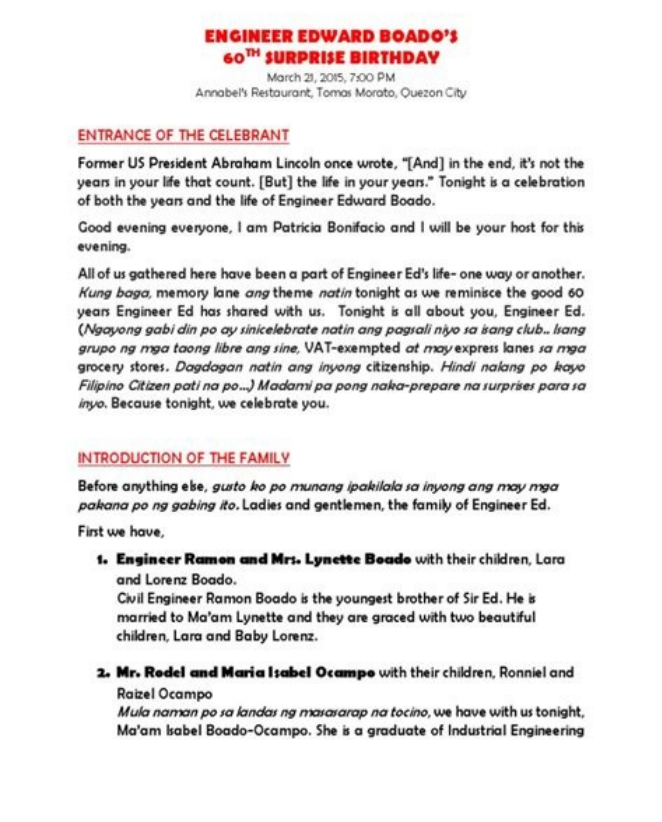 ENGINEER EDWARD BOADO'S
60TH SURPRISE BIRTHDAY
March 21, 2015, 7:00 PM
Annabel's Restaurant, Tomas Morato, Quezon City
ENTRANCE OF THE CELEBRANT
Former US President Abraham Lincoln once wrote, "[And] in the end, it's not the
years in your life that count. [But] the life in your years." Tonight is a celebration
of both the years and the life of Engineer Edward Boado.
Good evening everyone, I am Patricia Bonifacio and I will be your host for this
evening.
All of us gathered here have been a part of Engineer Ed's life- one way or another.
Kung baga, memory lane ang theme natin tonight as we reminisce the good 60
years Engineer Ed has shared with us. Tonight is all about you, Engineer Ed.
(Ngayong gabi din po ay sinicelebrate natin ang pagsali niyo sa isang club.. Isang
grupo ng mga taong libre ang sine, VAT-exempted at may express lanes sa mga
grocery stores. Dagdagan natin ang inyong citizenship. Hindi nalang po kayo
Filipino Citizen pati na po...) Madami pa pong naka-prepare na surprises para sa
inyo. Because tonight, we celebrate you.
INTRODUCTION OF THE FAMILY
Before anything else, gusto ko po munang ipakilala sa inyong ang may mga
pakana po ng gabing ito. Ladies and gentlemen, the family of Engineer Ed.
First we have,
1. Engineer Ramon and Mrs. Lynette Boado with their children, Lara
and Lorenz Boado.
Civil Engineer Ramon Boado is the youngest brother of Sir Ed. He is
married to Ma'am Lynette and they are graced with two beautiful
children, Lara and Baby Lorenz.
2. Mr. Rodel and Maria Isabel Ocampo with their children, Ronniel and
Raizel Ocampo
Mula naman po sa landas ng masasarap na tocino, we have with us tonight,
Ma'am Isabel Boado-Ocampo. She is a graduate of Industrial Engineering